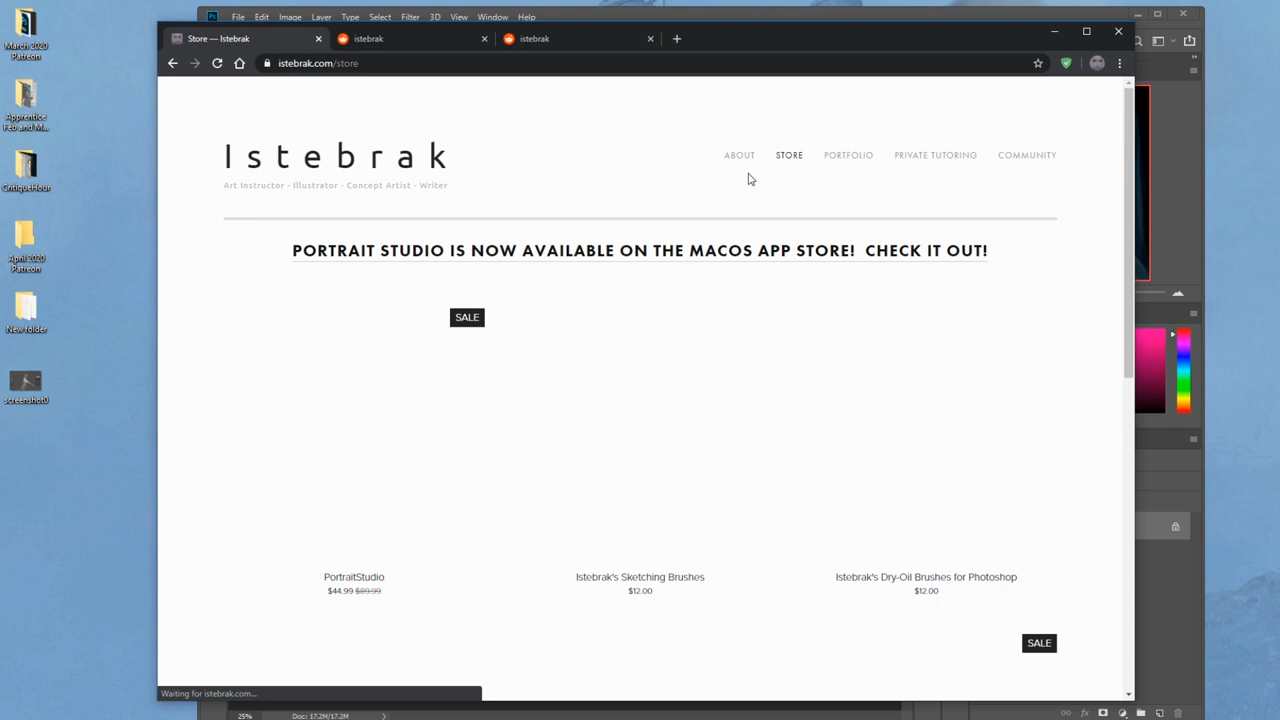 File Edit Image Layer Type Select Filter 3D View Window Help
Store — Istebrak
istebrak
istebrak
istebrak.com/store
March 2020
Patreon
Apprentice
Feb and M...
CritiqueHour
April 2020
Patreon
New folder
screenshot0
Istebrak
Art Instructor - Illustrator - Concept Artist - Writer
ABOUT STORE PORTFOLIO PRIVATE TUTORING COMMUNITY
PORTRAIT STUDIO IS NOW AVAILABLE ON THE MACOS APP STORE! CHECK IT OUT!
SALE
PortraitStudio
$44.99 $89.99
Istebrak's Sketching Brushes
$12.00
Istebrak's Dry-Oil Brushes for Photoshop
$12.00
SALE
Waiting for istebrak.com...
25% Doc: 17.2M/17.2M